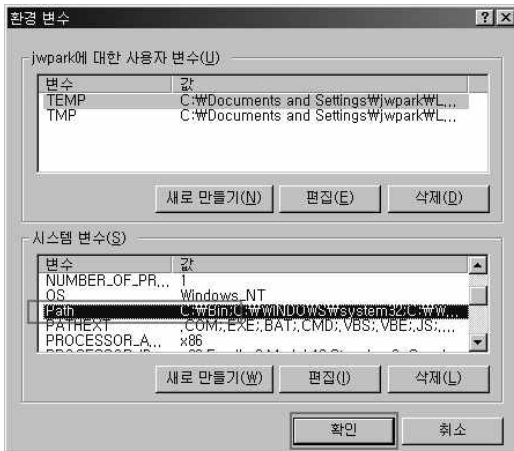 환경 변수
jwpark에 대한 사용자 변수(U)
변수 값
TEMP C:₩Documents and Settings₩jwpark₩L...
TMP C:₩Documents and Settings₩jwpark₩L...
새로 만들기(N) 편집(E) 삭제(D)
시스템 변수(S)
변수 값
NUMBER_OF_PR... 1
OS Windows_NT
Path C:₩Bin;C:₩WINDOWS₩system32;C:₩W...
PATHEXT .COM;.EXE;.BAT;.CMD;.VBS;.VBE;.JS;....
PROCESSOR_A... x86
새로 만들기(W) 편집(I) 삭제(L)
확인 취소